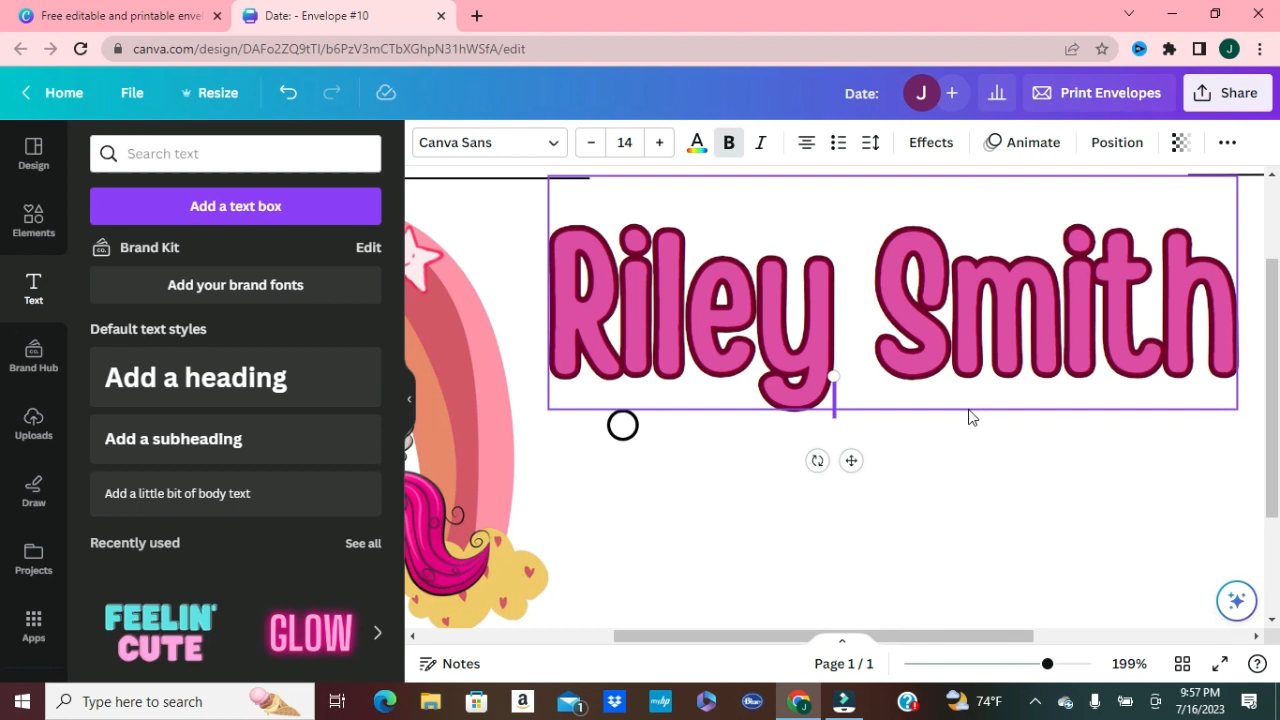 Free editable and printable enve
Date: - Envelope #10
canva.com/design/DAFo2ZQ9tTI/b6PzV3mCTbXGhpN31hWSfA/edit
J
Home
File
Resize
Date:
J
Print Envelopes
Share
Canva Sans
14
A
B
I
Effects
Animate
Position
Search text
Add a text box
Brand Kit
Edit
Add your brand fonts
Default text styles
Add a heading
Add a subheading
Add a little bit of body text
Recently used
See all
FEELIN'
CUTE
GLOW
Design
Elements
Text
Brand Hub
Uploads
Draw
Projects
Apps
Riley Smith
Notes
Page 1 / 1
199%
Type here to search
74°F
9:57 PM
7/16/2023